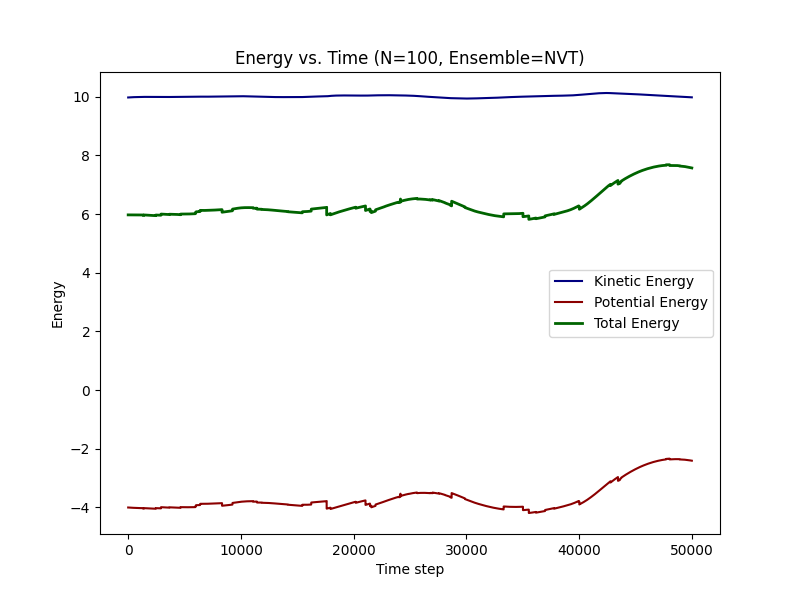 Energy vs. Time (N=100, Ensemble=NVT)
10
8
6
4
2
0
−2
−4
Energy
Kinetic Energy
Potential Energy
Total Energy
0 10000 20000 30000 40000 50000
Time step